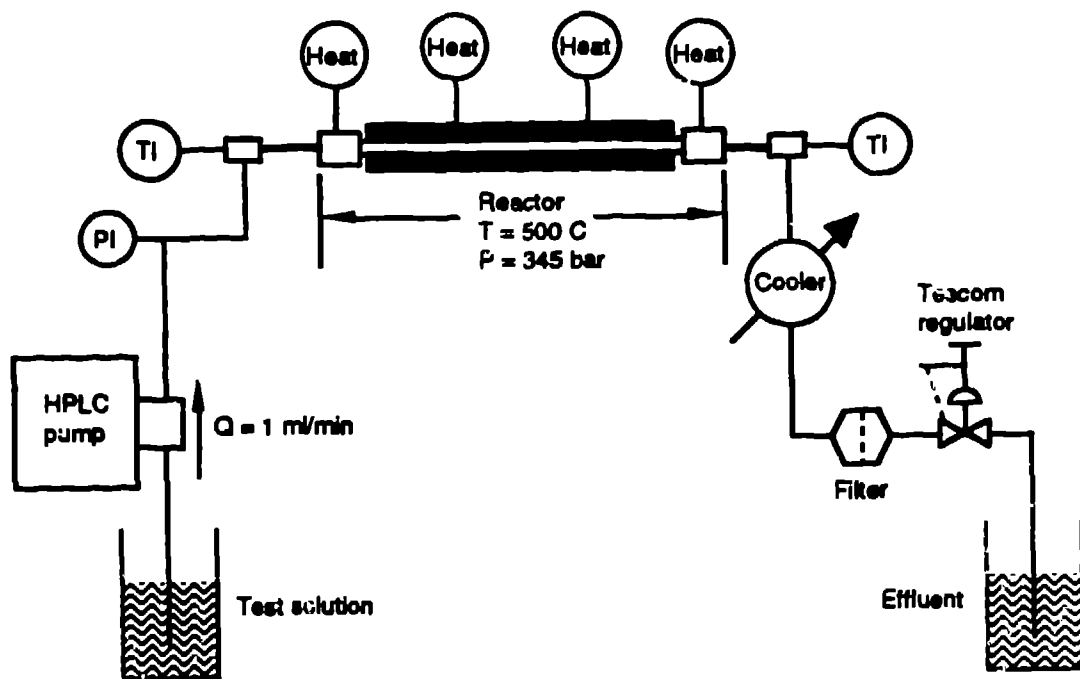 Heat Heat Heat Heat
TI
TI
PI
Reactor
T = 500 C
P = 345 bar
Cooler
Tescom
regulator
HPLC
pump
Q = 1 ml/min
Filter
Test solution
Effluent